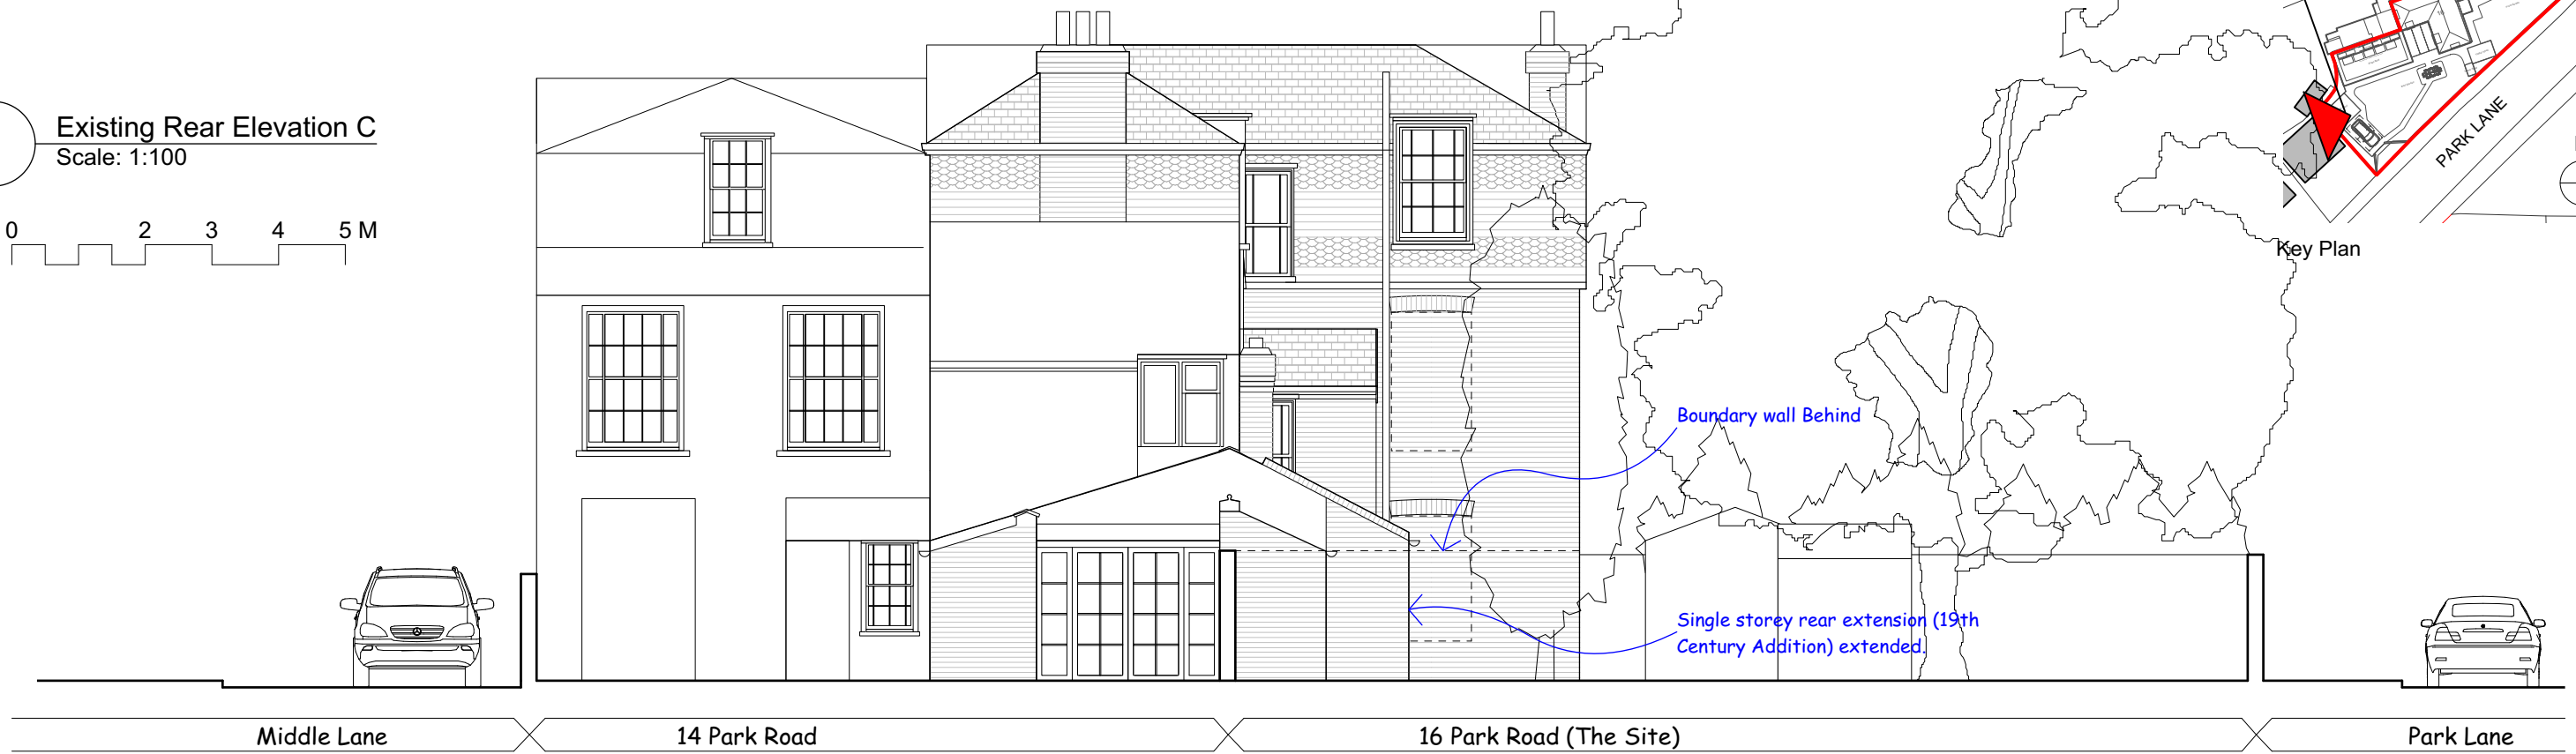 Existing Rear Elevation C
Scale: 1:100
0 2 3 4 5 M
PARK LANE
Key Plan
Boundary wall Behind
Single storey rear extension (19th
Century Addition) extended.
Middle Lane
14 Park Road
16 Park Road (The Site)
Park Lane